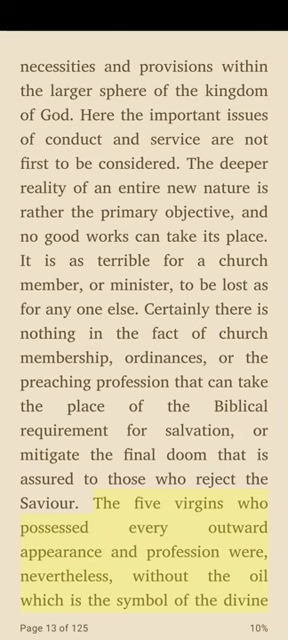 necessities and provisions within
the larger sphere of the kingdom
of God. Here the important issues
of conduct and service are not
first to be considered. The deeper
reality of an entire new nature is
rather the primary objective, and
no good works can take its place.
It is as terrible for a church
member, or minister, to be lost as
for any one else. Certainly there is
nothing in the fact of church
membership, ordinances, or the
preaching profession that can take
the place of the Biblical
requirement for salvation, or
mitigate the final doom that is
assured to those who reject the
Saviour. The five virgins who
possessed every outward
appearance and profession were,
nevertheless, without the oil
which is the symbol of the divine
Page 13 of 125 10%